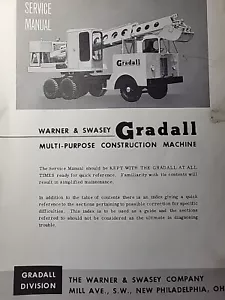 SERVICE
MANUAL
Gradall
WARNER & SWASEY Gradall
MULTI-PURPOSE CONSTRUCTION MACHINE
The Service Manual should be KEPT WITH THE GRADALL AT ALL
TIMES ready for quick reference. Familiarity with its contents will
result in simplified maintenance.
In addition to the table of contents there is an index giving a quick
reference to the sections pertaining to possible correction for specific
difficulties. This index is to be used as a guide and the sections
referred to should not be considered as the ultimate in diagnosing
trouble.
GRADALL
DIVISION
THE WARNER & SWASEY COMPANY
MILL AVE., S.W., NEW PHILADELPHIA, OH